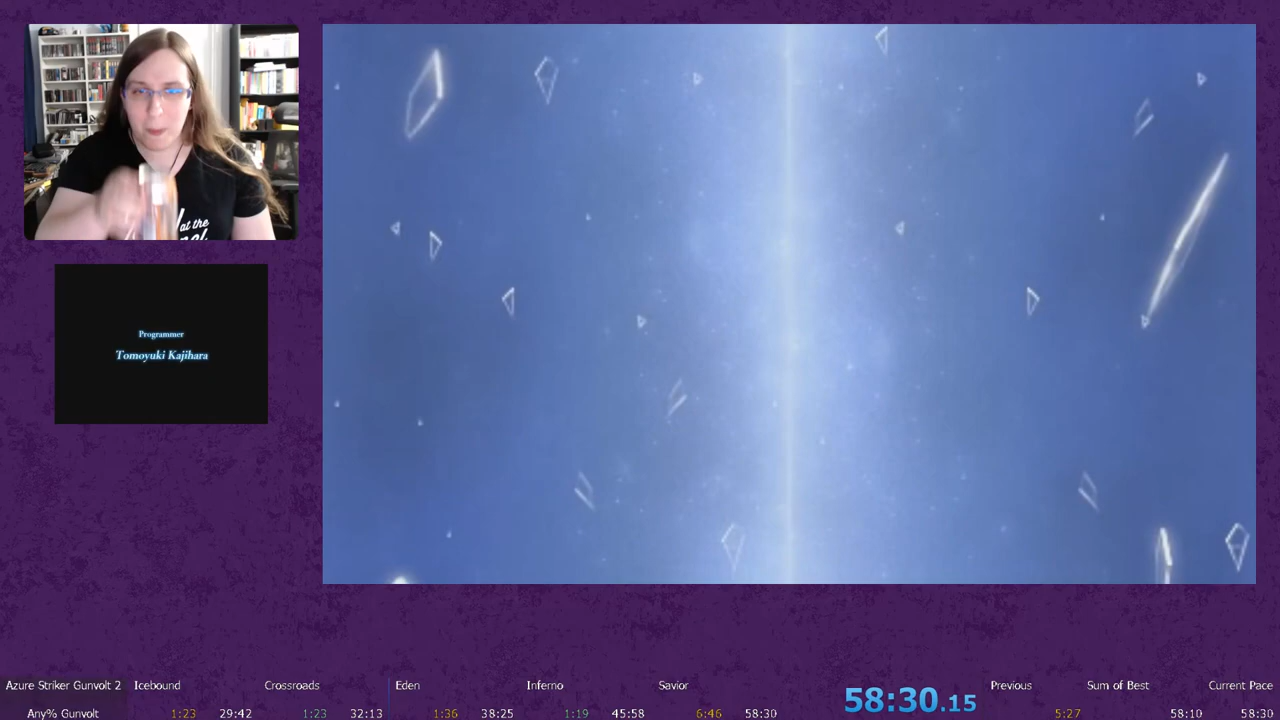 at the
Programmer
Tomoyuki Kajihara
Azure Striker Gunvolt 2 Icebound Crossroads Eden Inferno Savior 58:30.15 Previous Sum of Best Current Pace
Any% Gunvolt 1:23 29:42 1:23 32:13 1:36 38:25 1:19 45:58 6:46 58:30 5:27 58:10 58:30